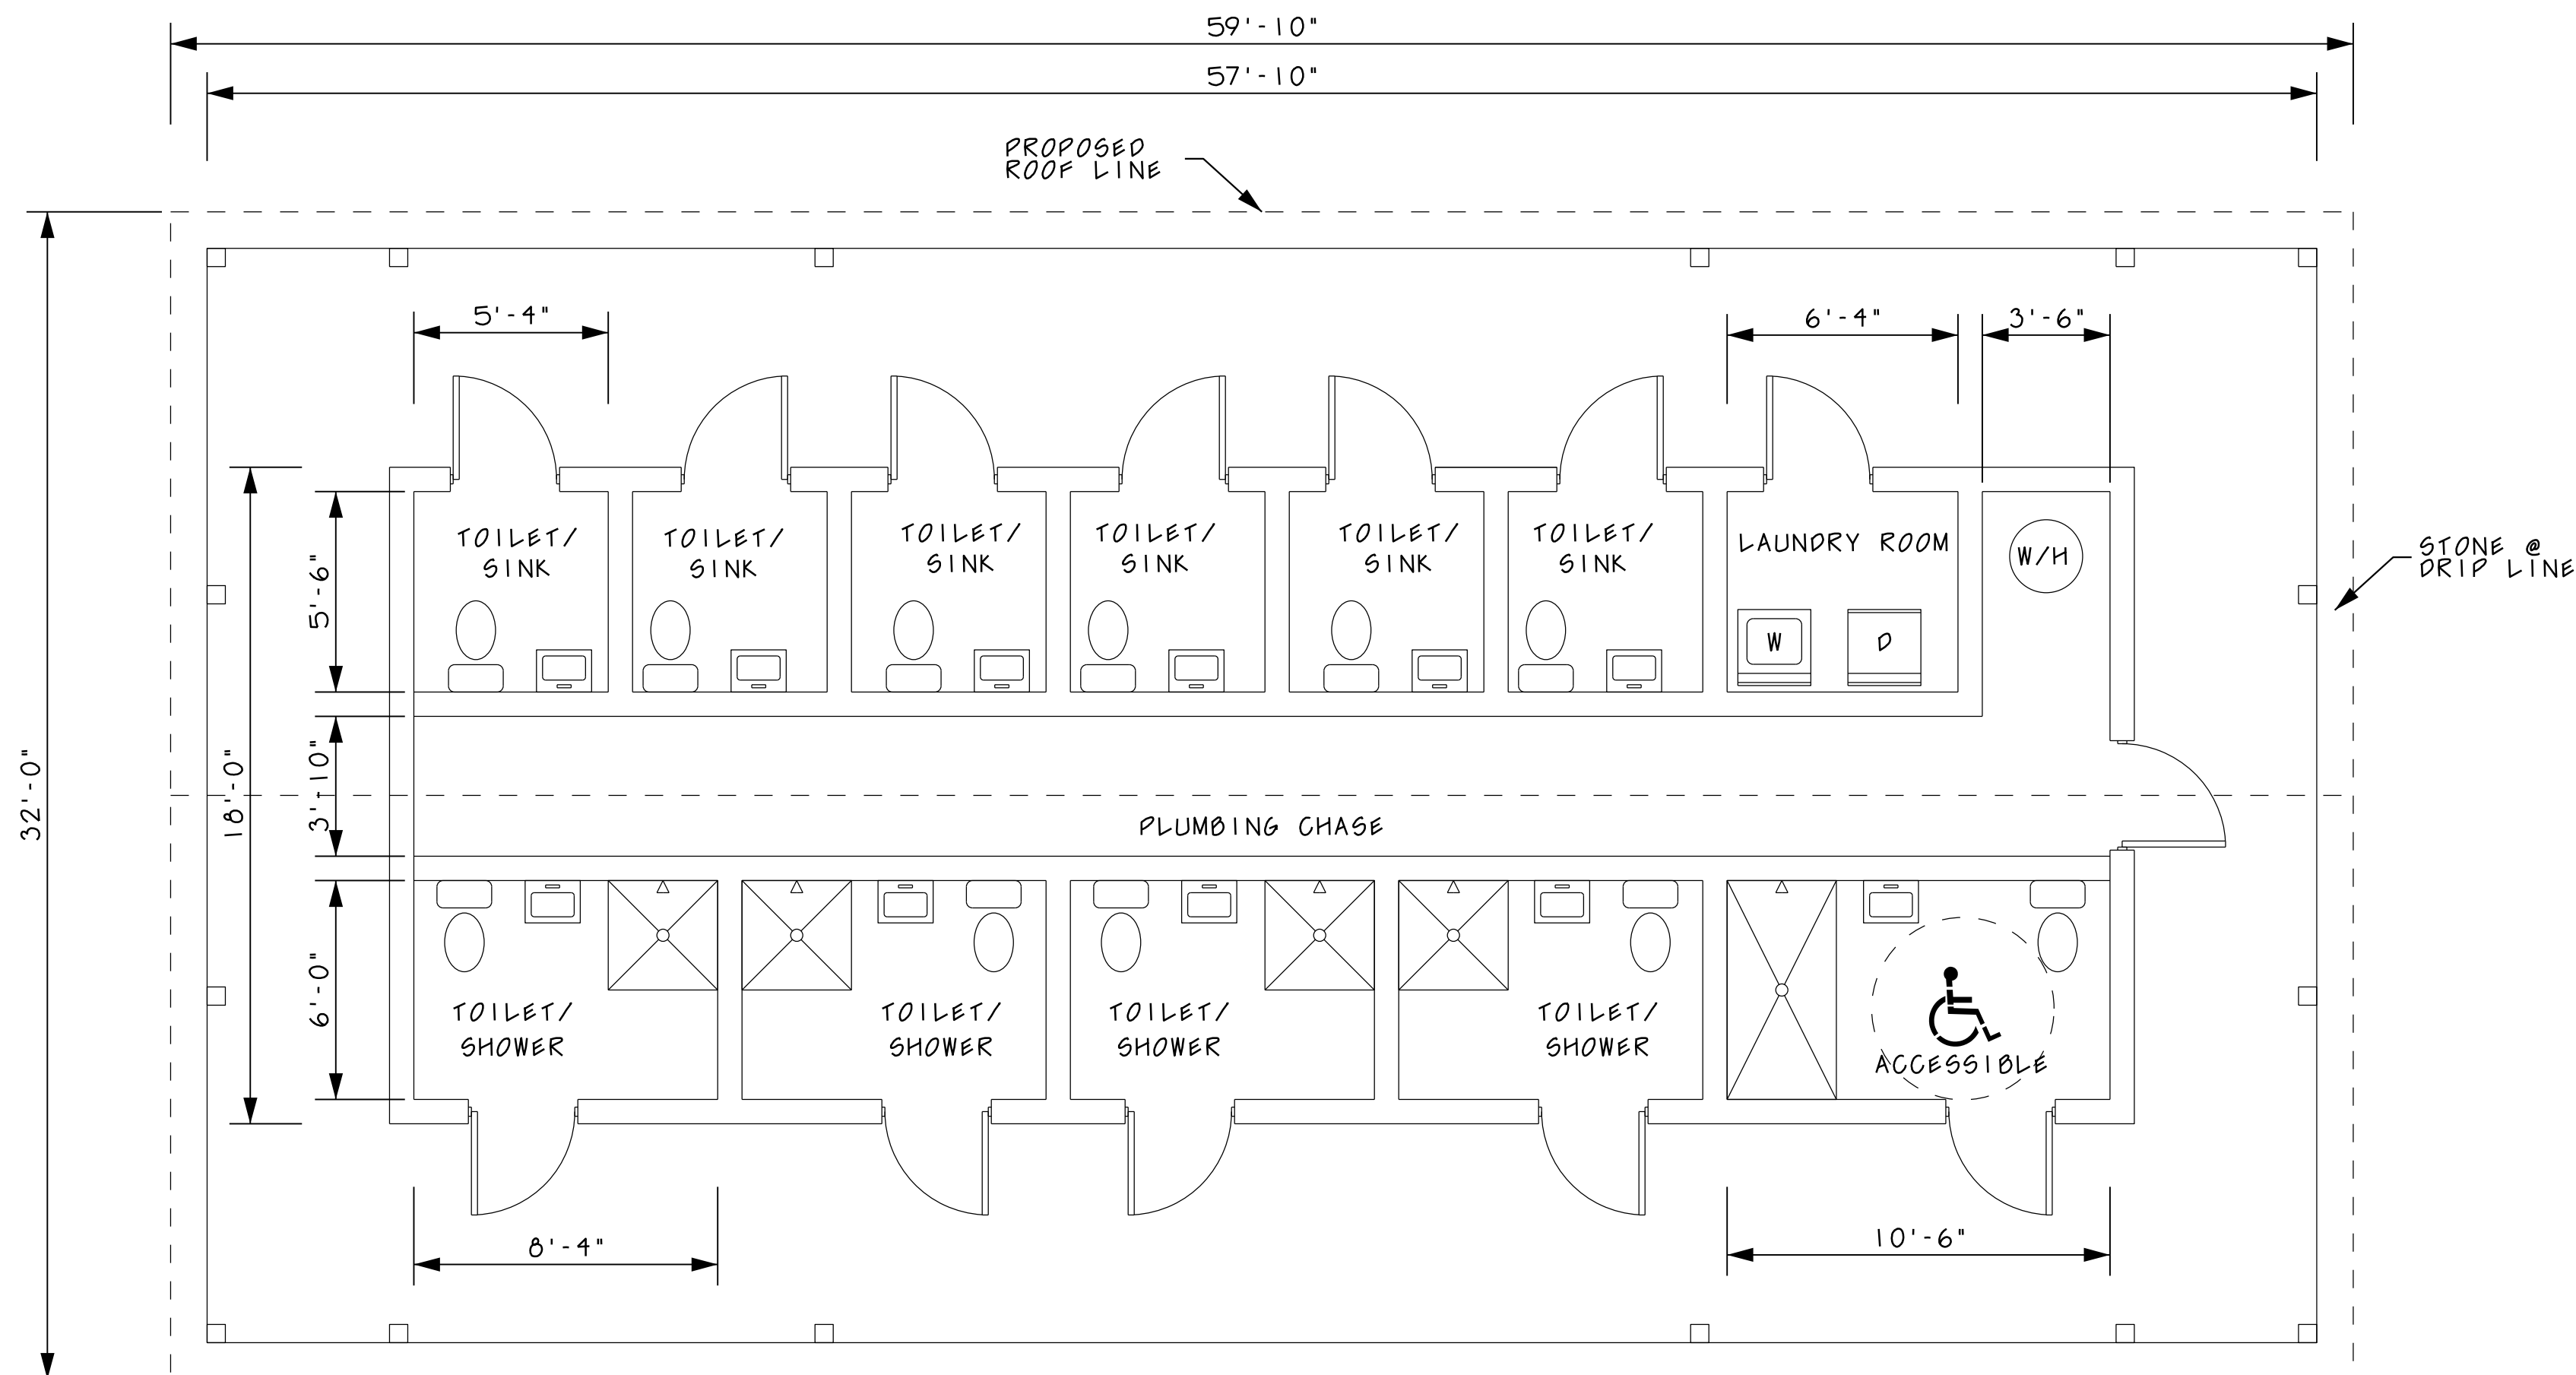 59'-10"
57'-10"
PROPOSED
ROOF LINE
5'-4"
6'-4"
3'-6"
TOILET/
SINK
TOILET/
SINK
TOILET/
SINK
TOILET/
SINK
TOILET/
SINK
TOILET/
SINK
LAUNDRY ROOM
W/H
STONE @
DRIP LINE
5'-6"
W
D
32'-0"
18'-0"
3'-10"
PLUMBING CHASE
6'-0"
TOILET/
SHOWER
TOILET/
SHOWER
TOILET/
SHOWER
TOILET/
SHOWER
ACCESSIBLE
8'-4"
10'-6"